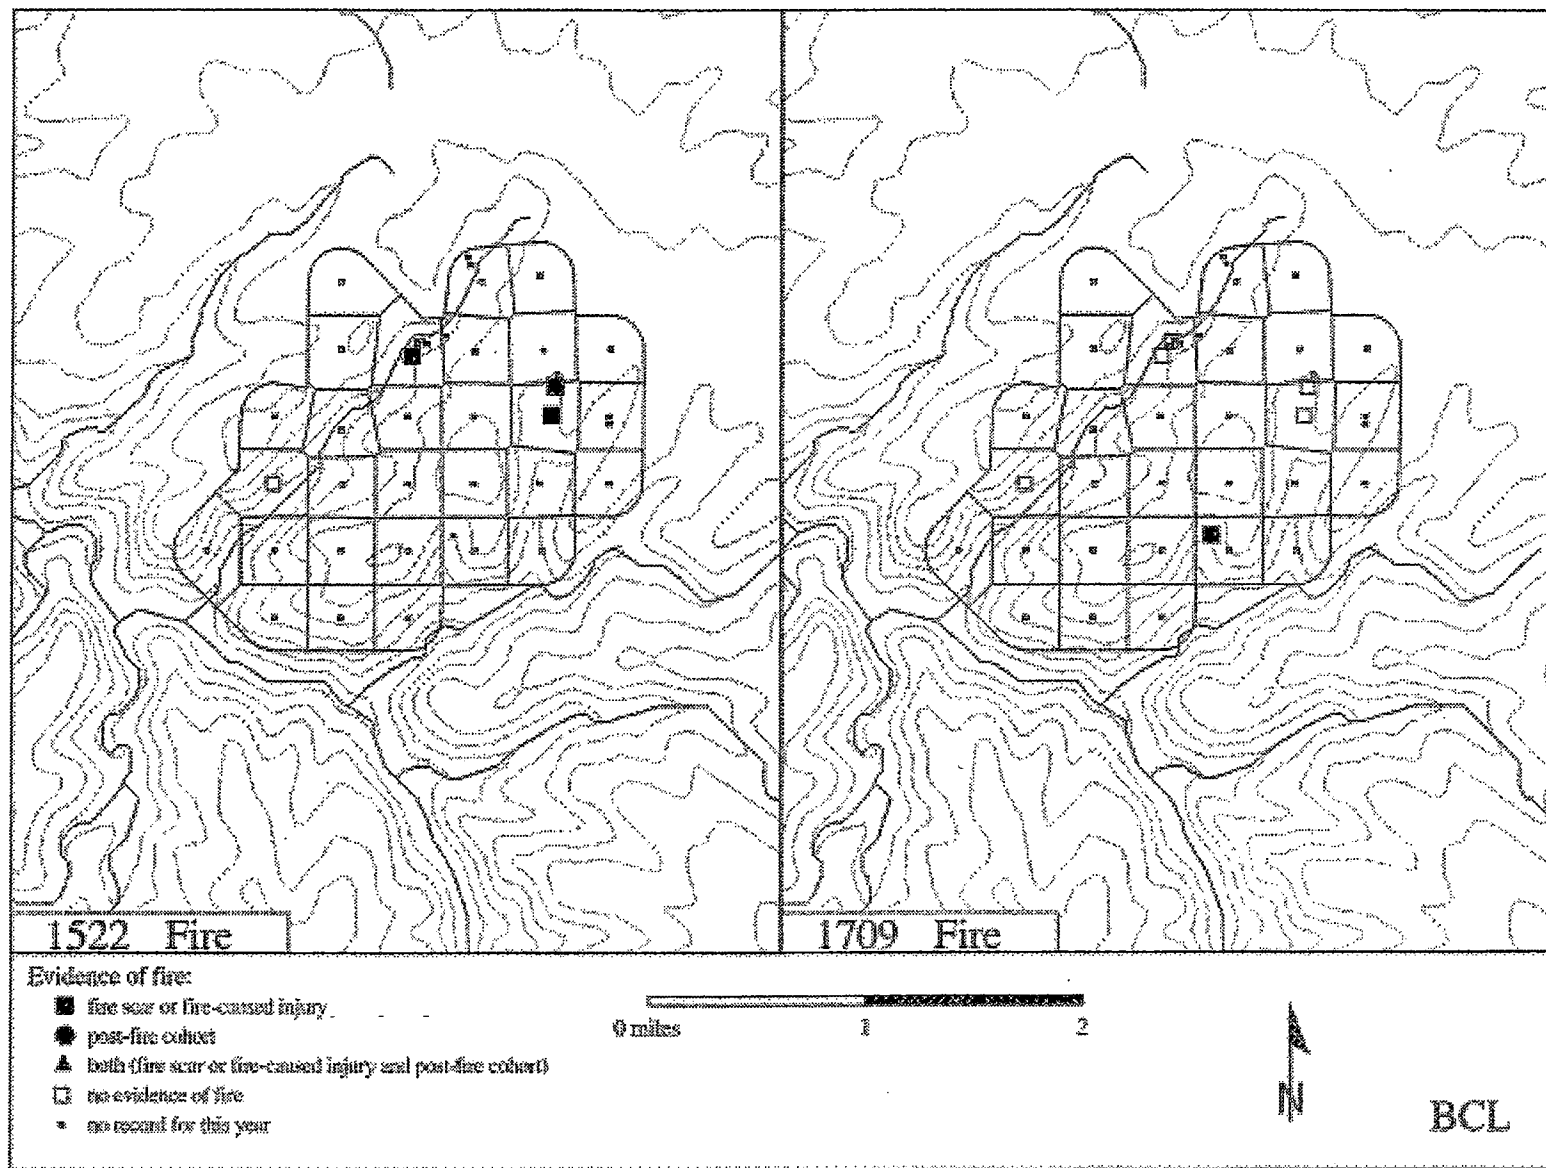 1522 Fire
1709 Fire
Evidence of fire:
fire scar or fire-caused injury
post-fire cohort
both (fire scar or fire-caused injury and post-fire cohort)
no evidence of fire
no record for this year
0 miles 1 2
N
BCL